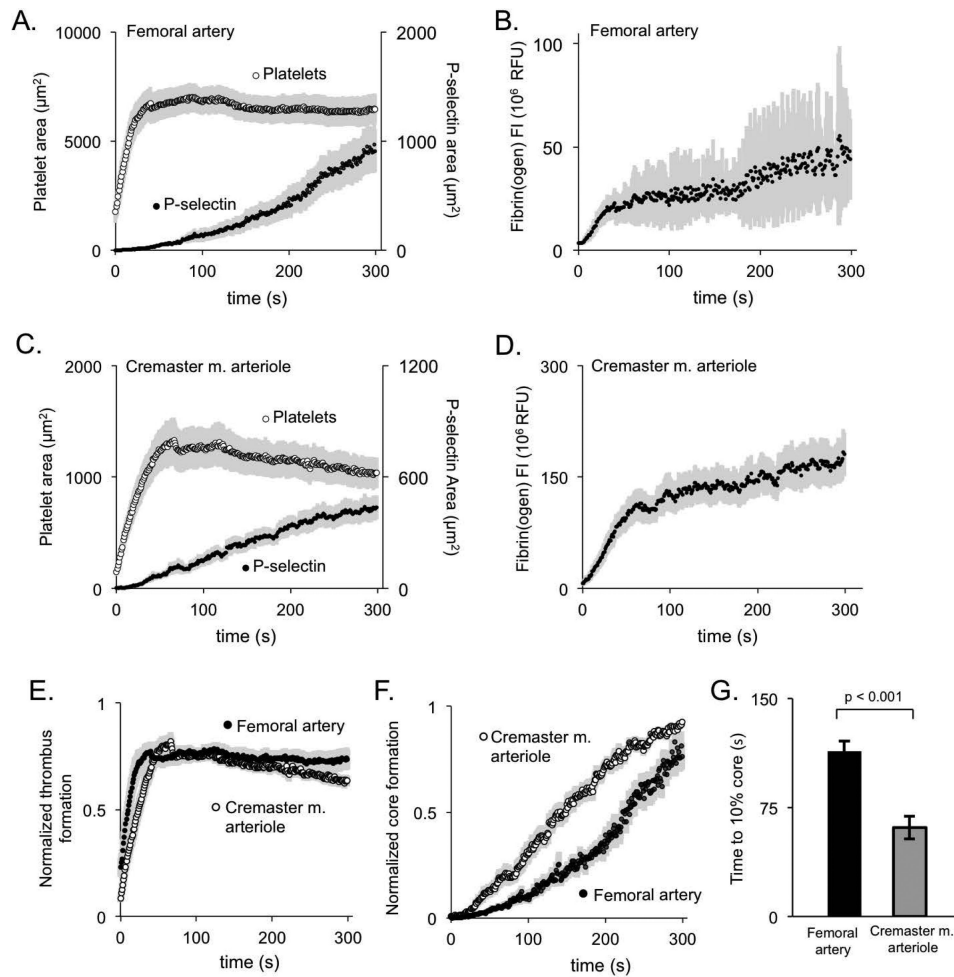 A.
Femoral artery
10000
5000
0
Platelet area (µm²)
2000
1000
0
P-selectin area (µm²)
Platelets
P-selectin
0 100 200 300
time (s)
B.
Femoral artery
100
50
0
Fibrin(ogen) FI (10⁶ RFU)
0 100 200 300
time (s)
C.
Cremaster m. arteriole
2000
1000
0
Platelet area (µm²)
1200
600
0
P-selectin Area (µm²)
Platelets
P-selectin
0 100 200 300
time (s)
D.
Cremaster m. arteriole
300
150
0
Fibrin(ogen) FI (10⁶ RFU)
0 100 200 300
time (s)
E.
1
0.5
0
Normalized thrombus
formation
Femoral artery
Cremaster m.
arteriole
0 100 200 300
time (s)
F.
1
0.5
0
Normalized core formation
Cremaster m.
arteriole
Femoral artery
0 100 200 300
time (s)
G.
150
75
0
Time to 10% core (s)
p < 0.001
Femoral
artery
Cremaster m.
arteriole